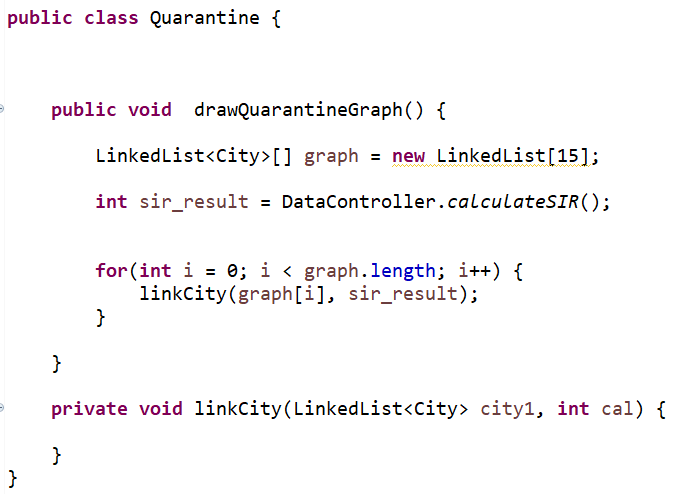 public class Quarantine {
public void  drawQuarantineGraph() {
LinkedList<City>[] graph = new LinkedList[15];
int sir_result = DataController.calculateSIR();
for(int i = 0; i < graph.length; i++) {
linkCity(graph[i], sir_result);
}
}
private void linkCity(LinkedList<City> city1, int cal) {
}
}